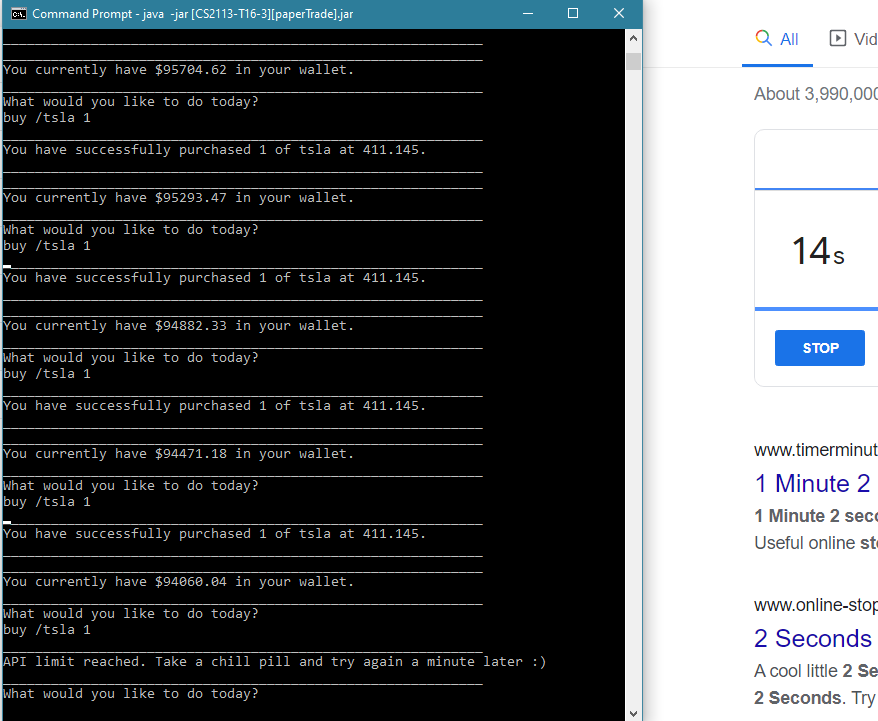 Command Prompt - java -jar [CS2113-T16-3][paperTrade].jar
You currently have $95704.62 in your wallet.
What would you like to do today?
buy /tsla 1
You have successfully purchased 1 of tsla at 411.145.
You currently have $95293.47 in your wallet.
What would you like to do today?
buy /tsla 1
You have successfully purchased 1 of tsla at 411.145.
You currently have $94882.33 in your wallet.
What would you like to do today?
buy /tsla 1
You have successfully purchased 1 of tsla at 411.145.
You currently have $94471.18 in your wallet.
What would you like to do today?
buy /tsla 1
You have successfully purchased 1 of tsla at 411.145.
You currently have $94060.04 in your wallet.
What would you like to do today?
buy /tsla 1
API limit reached. Take a chill pill and try again a minute later :)
What would you like to do today?
All Vid
About 3,990,000
14s
STOP
www.timerminut
1 Minute 2
1 Minute 2 seco
Useful online sto
www.online-stop
2 Seconds
A cool little 2 Se
2 Seconds. Try